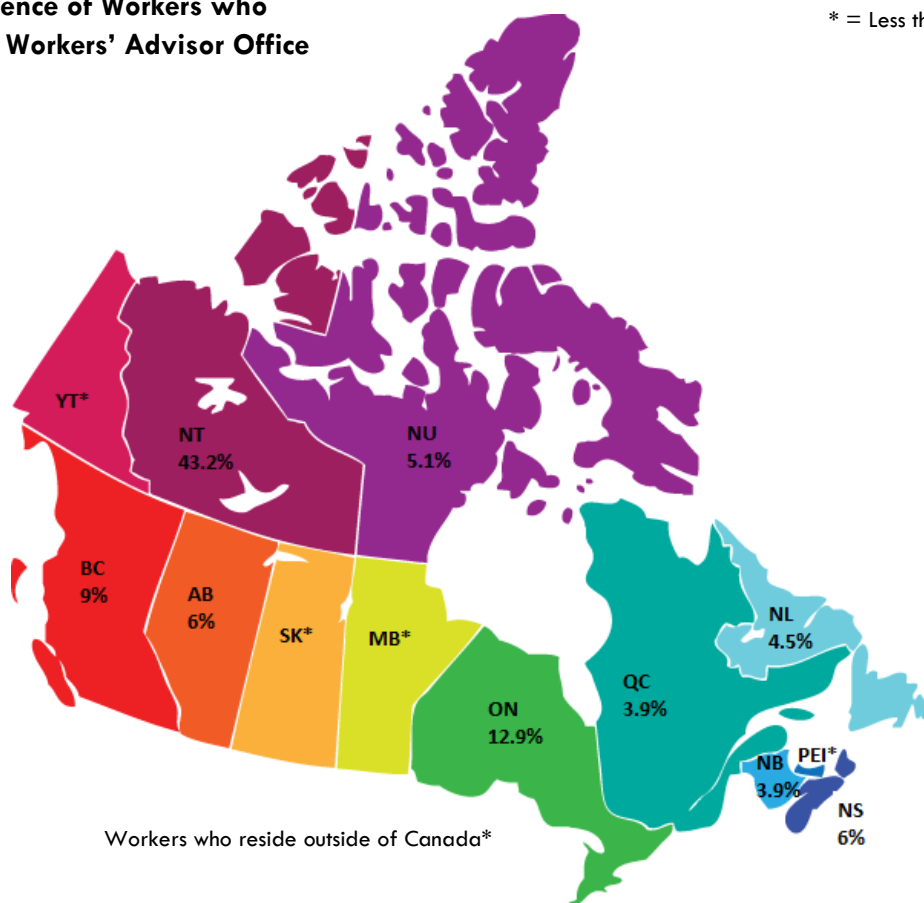 of Workers who
Workers’ Advisor Office
* = Less
YT*
NT
43.2%
NU
5.1%
BC
9%
AB
6%
SK*
MB*
ON
12.9%
QC
3.9%
NL
4.5%
NB
3.9%
PEI*
NS
6%
Workers who reside outside of Canada*